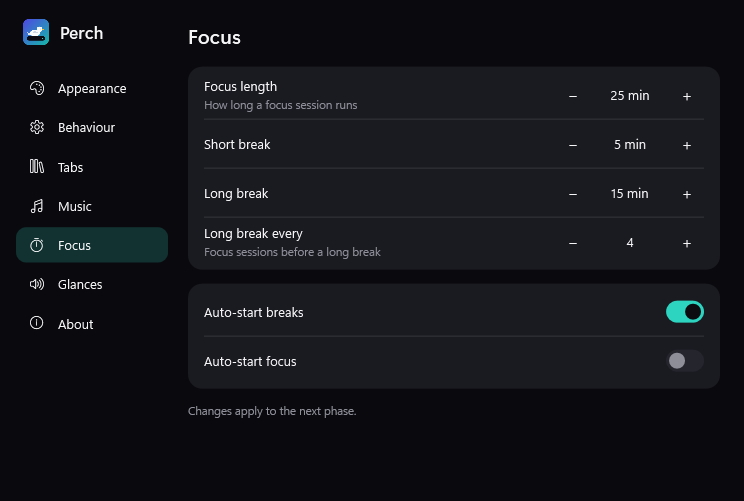 Perch
Appearance
Behaviour
Tabs
Music
Focus
Glances
About
Focus
Focus length
How long a focus session runs
− 25 min +
Short break
− 5 min +
Long break
− 15 min +
Long break every
Focus sessions before a long break
− 4 +
Auto-start breaks
Auto-start focus
Changes apply to the next phase.